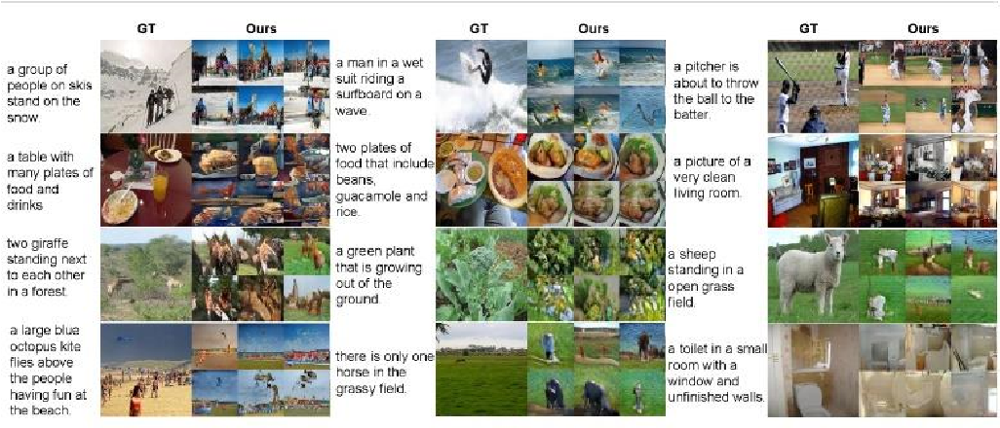 GT Ours GT Ours GT Ours
a group of
people on skis
stand on the
snow.
a man in a wet
suit riding a
surfboard on a
wave.
a pitcher is
about to throw
the ball to the
batter.
a table with
many plates of
food and
drinks
two plates of
food that include
beans,
guacamole and
rice.
a picture of a
very clean
living room.
two giraffe
standing next
to each other
in a forest.
a green plant
that is growing
out of the
ground.
a sheep
standing in a
open grass
field.
a large blue
octopus kite
flies above
the people
having fun at
the beach.
there is only one
horse in the
grassy field.
a toilet in a small
room with a
window and
unfinished walls.